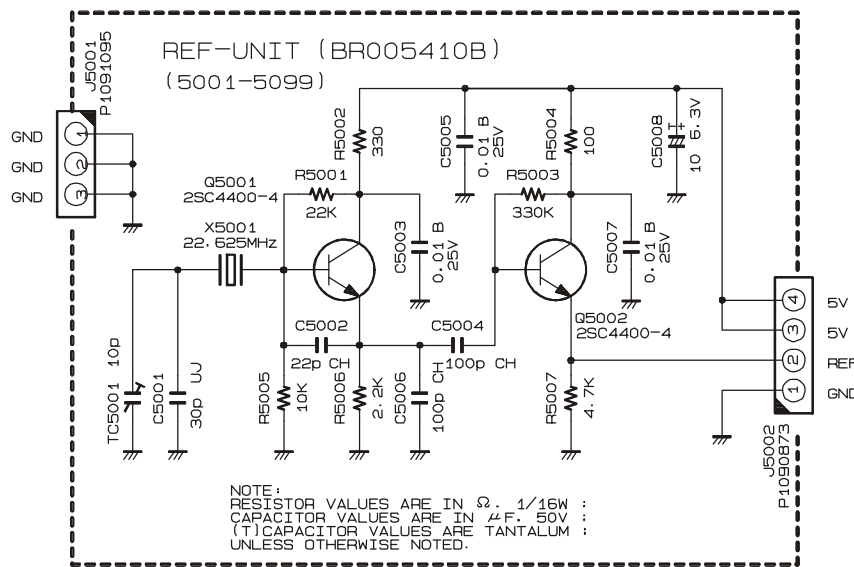 REF-UNIT (BR005410B)
(5001-5099)
J5001
P1091095
GND
1
GND
2
GND
3
R5002
330
C5005
0.01 B
25V
R5004
100
C5008
+
10 6.3V
Q5001
2SC4400-4
R5001
22K
R5003
330K
X5001
22.625MHz
C5003
0.01 B
25V
C5007
0.01 B
25V
Q5002
2SC4400-4
4
5V
3
5V
2
REF
1
GND
J5002
P1090873
C5002
22p CH
C5004
100p CH
TC5001 10p
C5001
30p UJ
R5005
10K
R5006
2.2K
C5006
100p CH
R5007
4.7K
NOTE:
RESISTOR VALUES ARE IN Ω. 1/16W ;
CAPACITOR VALUES ARE IN μF. 50V ;
(T)CAPACITOR VALUES ARE TANTALUM ;
UNLESS OTHERWISE NOTED.